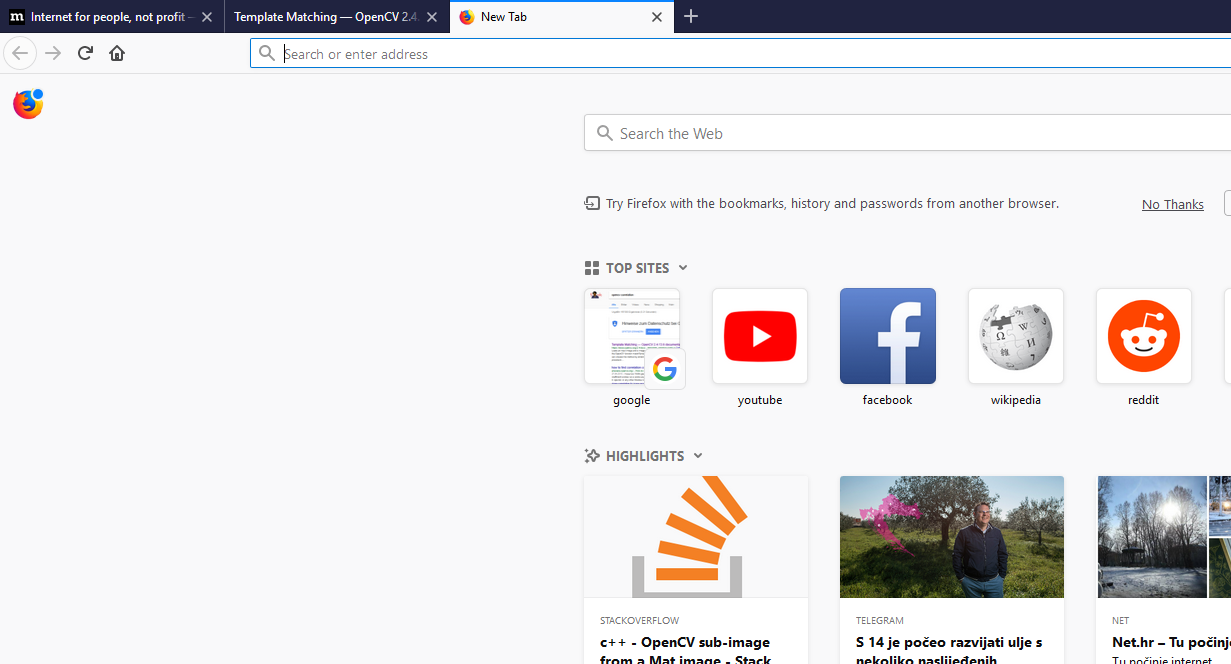 m Internet for people, not profit —
Template Matching — OpenCV 2.4.
New Tab
Search or enter address
Search the Web
Try Firefox with the bookmarks, history and passwords from another browser.
No Thanks
TOP SITES
google
youtube
facebook
wikipedia
reddit
HIGHLIGHTS
STACKOVERFLOW
c++ - OpenCV sub-image
from a Mat image - Stack
TELEGRAM
S 14 je počeo razvijati ulje s
nekoliko naslijeđenih
NET
Net.hr – Tu počinje
Tu počinje internet